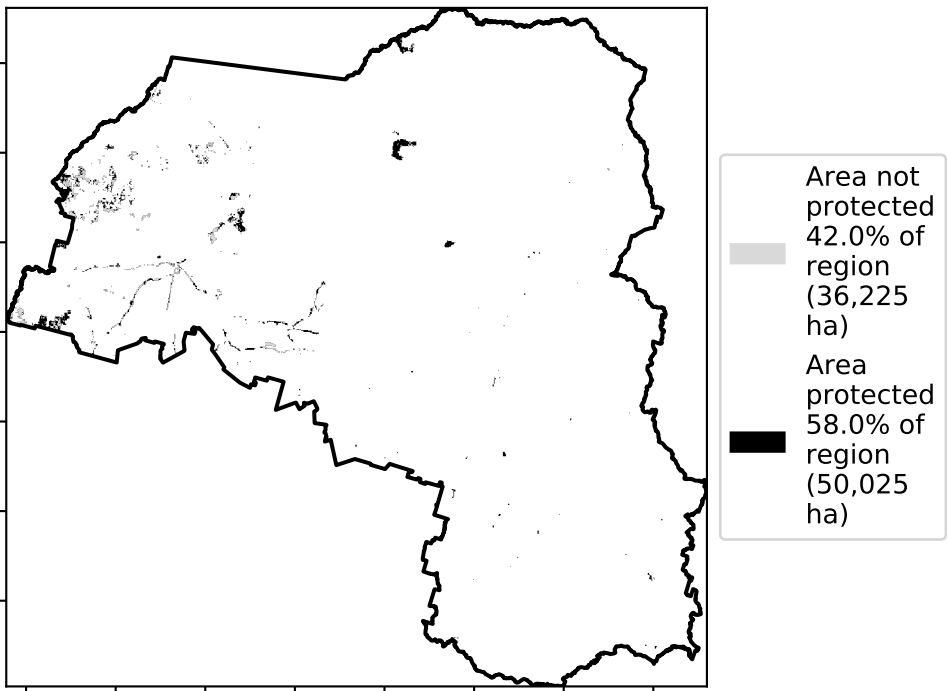 Area not
protected
42.0% of
region
(36,225
ha)
Area
protected
58.0% of
region
(50,025
ha)